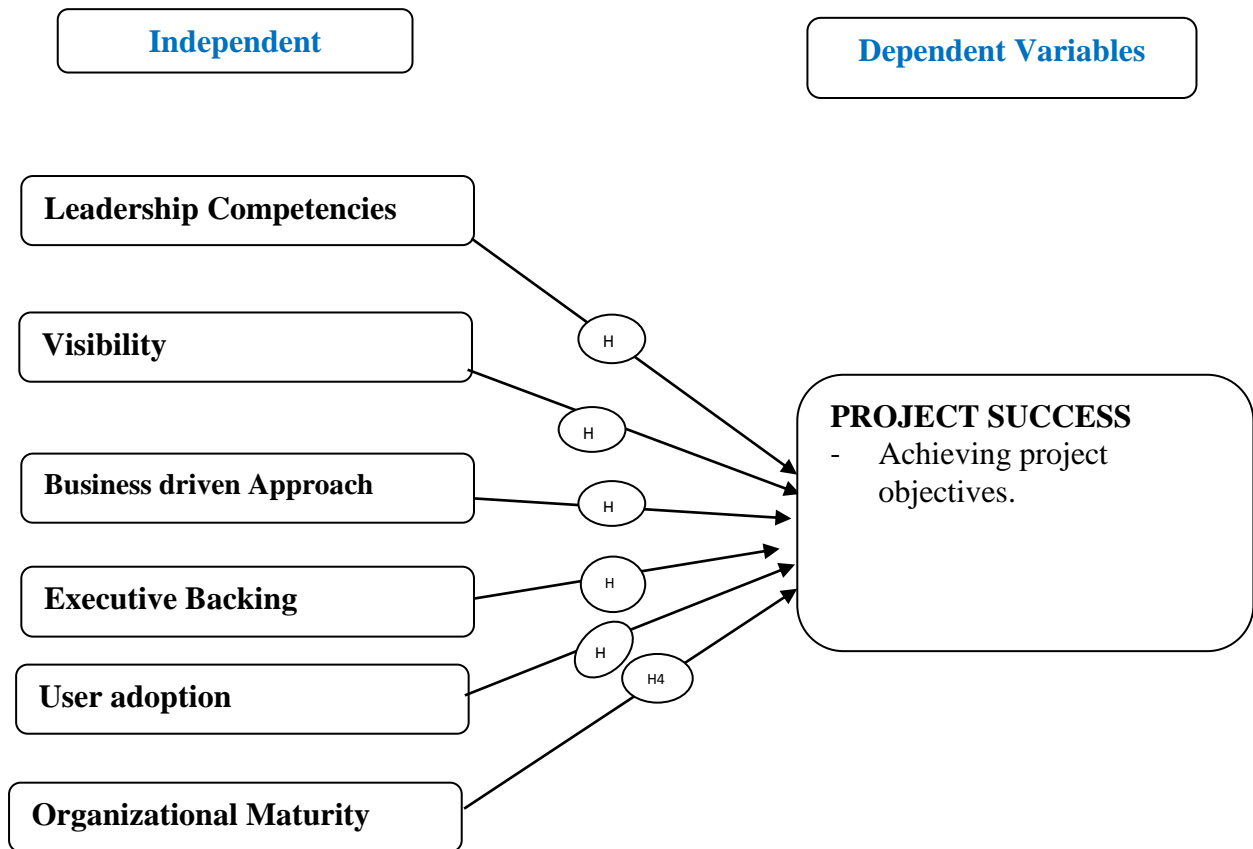 Independent
Dependent Variables
Leadership Competencies
H
Visibility
H
PROJECT SUCCESS
- Achieving project
objectives.
Business driven Approach
H
Executive Backing
H
User adoption
H
H4
Organizational Maturity